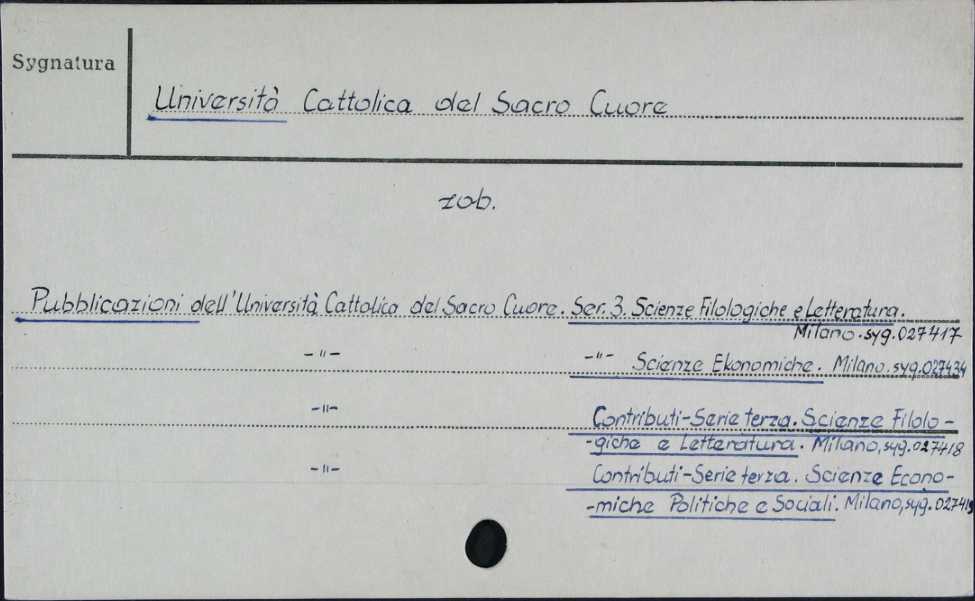 Sygnatura
Università Cattolica del Sacro Cuore
zob.
Pubblicazioni dell'Università Cattolica del Sacro Cuore. Ser. 3. Scienze Filologiche e Letteratura.
Milano. syg. 027417
-"- -"- Scienze Ekonomiche. Milano. syg. 027434
-"- Contributi-Serie terza. Scienze Filolo-
-giche e Letteratura. Milano, syg. 027418
-"- Contributi-Serie terza. Scienze Econo-
-miche Politiche e Sociali. Milano, syg. 027419